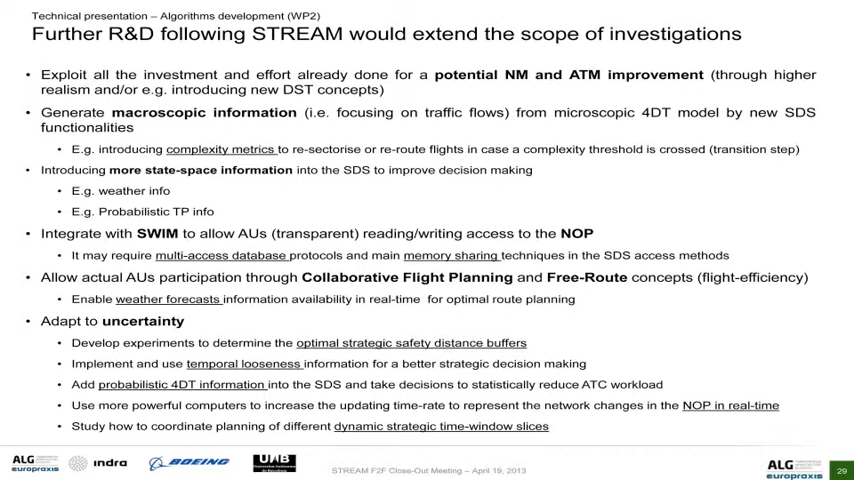 Technical presentation – Algorithms development (WP2)
Further R&D following STREAM would extend the scope of investigations
• Exploit all the investment and effort already done for a potential NM and ATM improvement (through higher
realism and/or e.g. introducing new DST concepts)
• Generate macroscopic information (i.e. focusing on traffic flows) from microscopic 4DT model by new SDS
functionalities
• E.g. introducing complexity metrics to re-sectorise or re-route flights in case a complexity threshold is crossed (transition step)
• Introducing more state-space information into the SDS to improve decision making
• E.g. weather info
• E.g. Probabilistic TP info
• Integrate with SWIM to allow AUs (transparent) reading/writing access to the NOP
• It may require multi-access database protocols and main memory sharing techniques in the SDS access methods
• Allow actual AUs participation through Collaborative Flight Planning and Free-Route concepts (flight-efficiency)
• Enable weather forecasts information availability in real-time for optimal route planning
• Adapt to uncertainty
• Develop experiments to determine the optimal strategic safety distance buffers
• Implement and use temporal looseness information for a better strategic decision making
• Add probabilistic 4DT information into the SDS and take decisions to statistically reduce ATC workload
• Use more powerful computers to increase the updating time-rate to represent the network changes in the NOP in real-time
• Study how to coordinate planning of different dynamic strategic time-window slices
ALG
europraxis
indra
BOEING
UAB
STREAM F2F Close-Out Meeting – April 19, 2013
ALG
europraxis
29